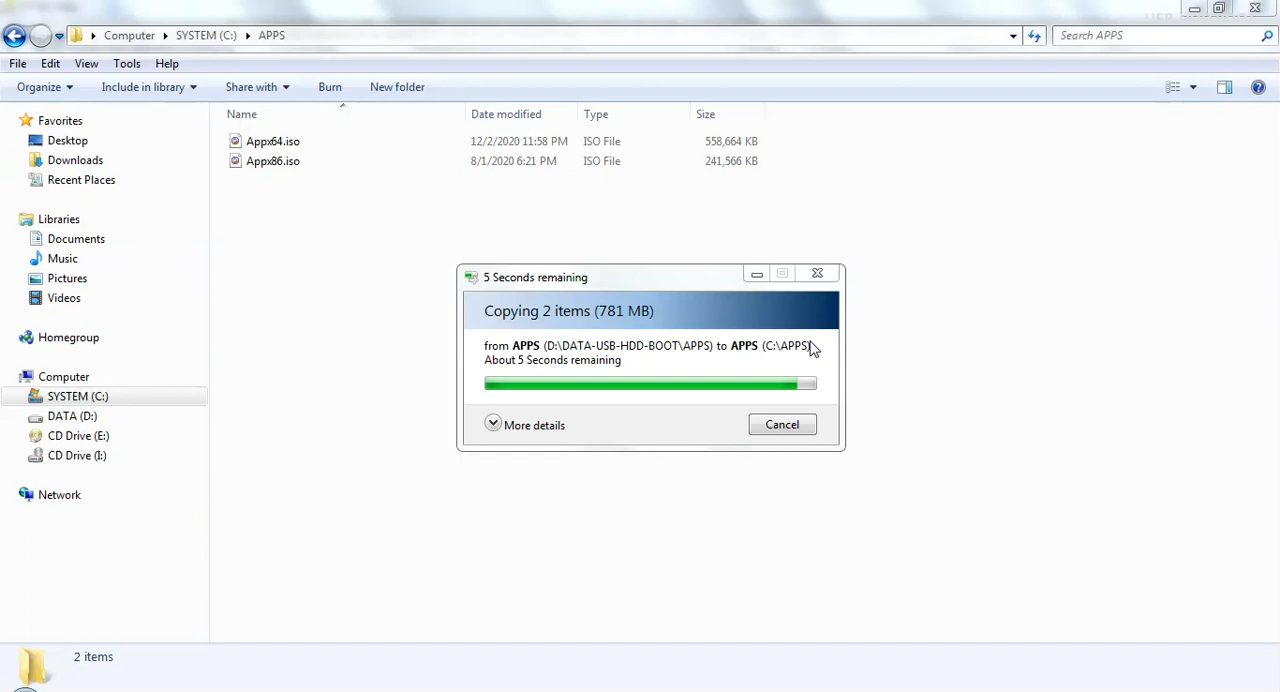 Computer SYSTEM (C:) APPS Search APPS
File Edit View Tools Help
Organize Include in library Share with Burn New folder
Name Date modified Type Size
Appx64.iso 12/2/2020 11:58 PM ISO File 558,664 KB
Appx86.iso 8/1/2020 6:21 PM ISO File 241,566 KB
Favorites
Desktop
Downloads
Recent Places
Libraries
Documents
Music
Pictures
Videos
Homegroup
Computer
SYSTEM (C:)
DATA (D:)
CD Drive (E:)
CD Drive (I:)
Network
5 Seconds remaining
Copying 2 items (781 MB)
from APPS (D:\DATA-USB-HDD-BOOT\APPS) to APPS (C:\APPS)
About 5 Seconds remaining
More details Cancel
2 items